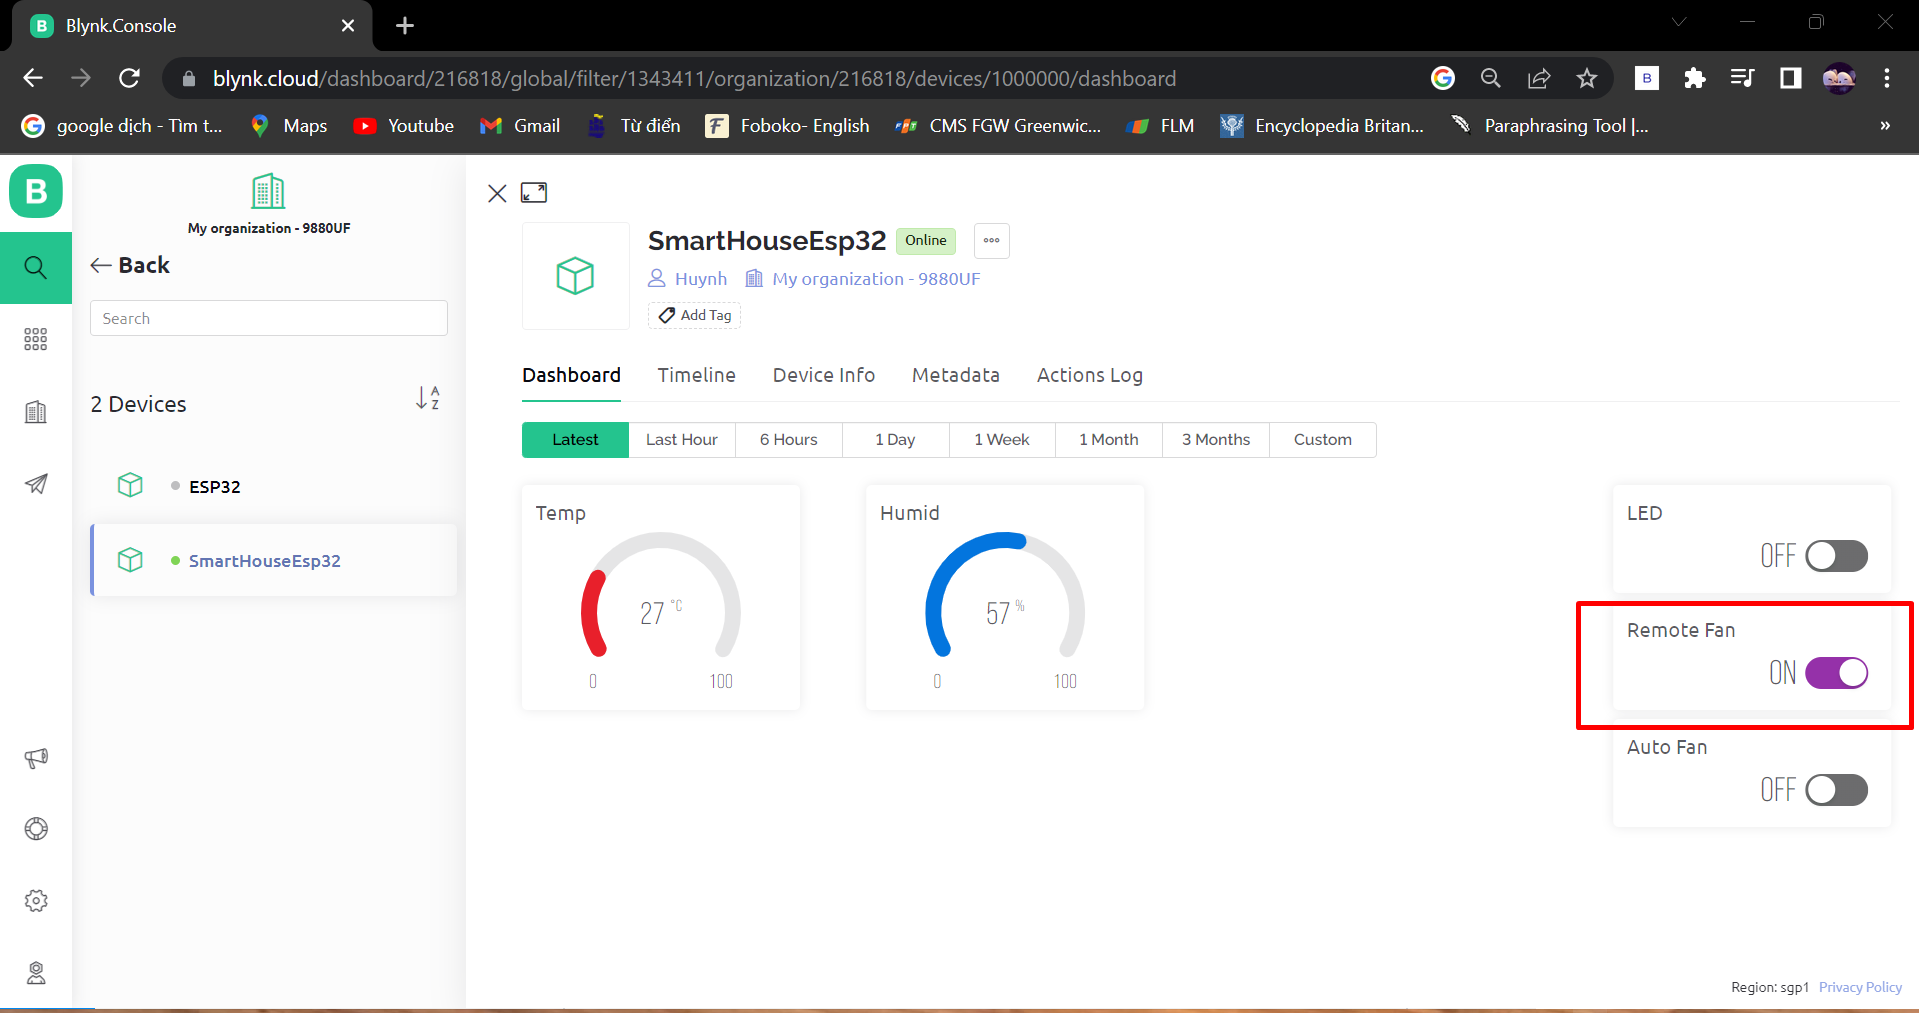 B Blynk.Console
blynk.cloud/dashboard/216818/global/filter/1343411/organization/216818/devices/1000000/dashboard
B
google dịch - Tìm t...
Maps
Youtube
Gmail
Từ điển
F Foboko- English
CMS FGW Greenwic...
FLM
Encyclopedia Britan...
Paraphrasing Tool |...
»
B
My organization - 9880UF
Back
Search
2 Devices
A
Z
ESP32
SmartHouseEsp32
SmartHouseEsp32 Online
Huynh My organization - 9880UF
Add Tag
Dashboard Timeline Device Info Metadata Actions Log
Latest Last Hour 6 Hours 1 Day 1 Week 1 Month 3 Months Custom
Temp
27 °C
0 100
Humid
57 %
0 100
LED
OFF
Remote Fan
ON
Auto Fan
OFF
Region: sgp1 Privacy Policy